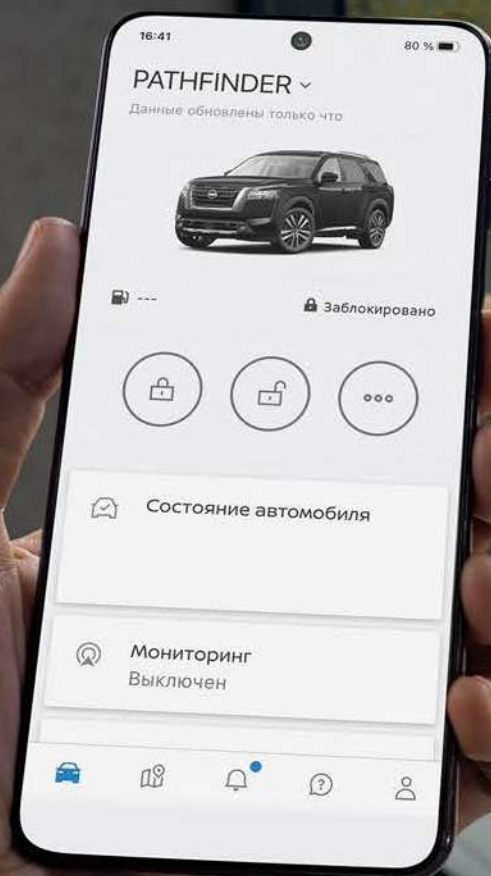 16:41
80 %
PATHFINDER
Данные обновлены только что
---
Заблокировано
Состояние автомобиля
Мониторинг
Выключен